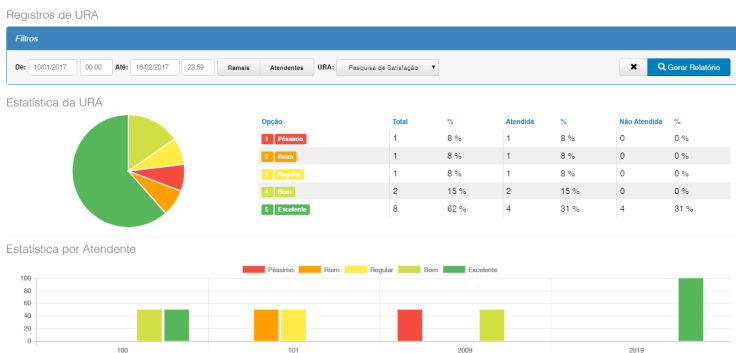 Registros de URA
Filtros
De: 10/01/2017 00:00 Até: 16/02/2017 23:59 Ramais Atendentes URA: Pesquisa de Satisfação Gerar Relatório
Estatística da URA
Opção Total % Atendida % Não Atendida %
1 Péssimo 1 8 % 1 8 % 0 0 %
2 Ruim 1 8 % 1 8 % 0 0 %
3 Regular 1 8 % 1 8 % 0 0 %
4 Bom 2 15 % 2 15 % 0 0 %
5 Excelente 8 62 % 4 31 % 4 31 %
Estatística por Atendente
Péssimo Ruim Regular Bom Excelente
100
80
60
40
20
0
100 101 2009 2019